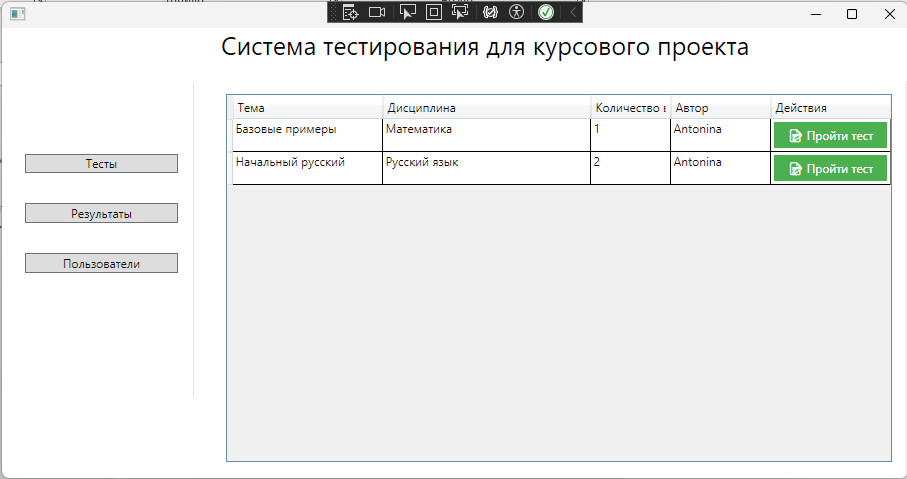 Система тестирования для курсового проекта
Тесты
Результаты
Пользователи
Тема Дисциплина Количество в Автор Действия
Базовые примеры Математика 1 Antonina Пройти тест
Начальный русский Русский язык 2 Antonina Пройти тест